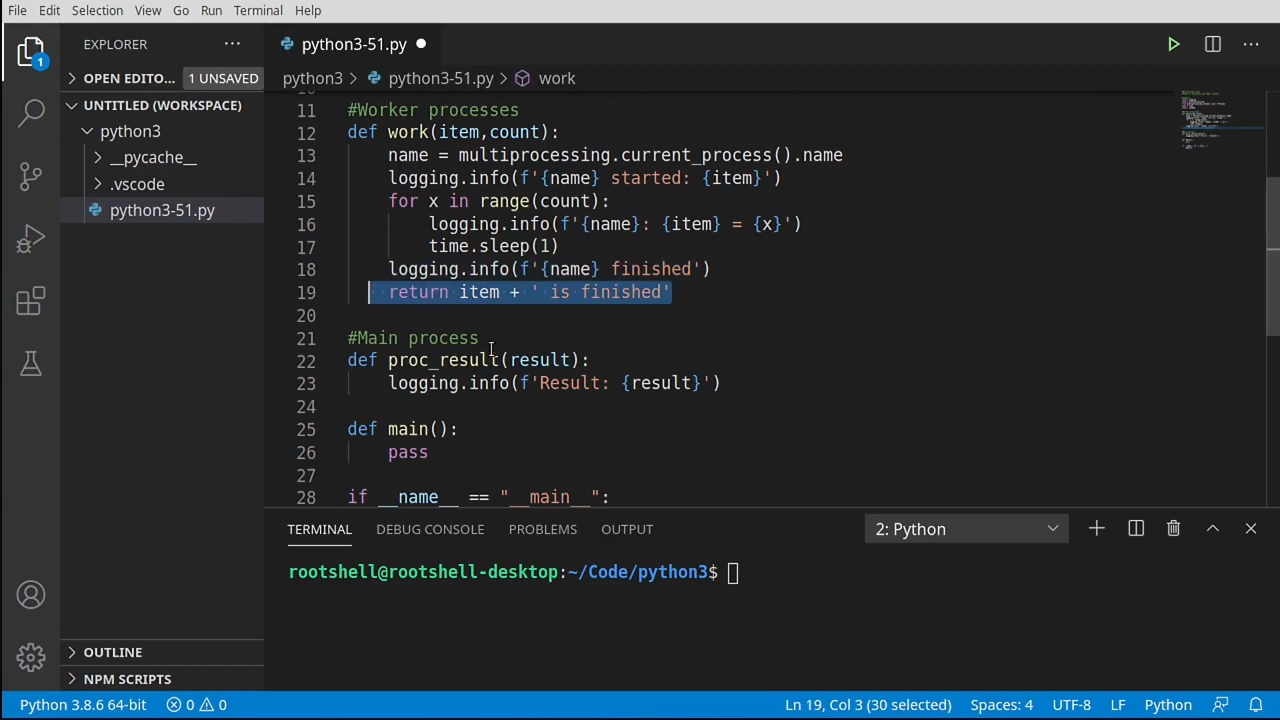 File Edit Selection View Go Run Terminal Help
EXPLORER
python3-51.py
1
OPEN EDITO... 1 UNSAVED
python3 > python3-51.py > work
UNTITLED (WORKSPACE)
python3
__pycache__
.vscode
python3-51.py
11 #Worker processes
12 def work(item,count):
13 name = multiprocessing.current_process().name
14 logging.info(f'{name} started: {item}')
15 for x in range(count):
16 logging.info(f'{name}: {item} = {x}')
17 time.sleep(1)
18 logging.info(f'{name} finished')
19 return item + ' is finished'
20
21 #Main process
22 def proc_result(result):
23 logging.info(f'Result: {result}')
24
25 def main():
26 pass
27
28 if __name__ == "__main__":
TERMINAL DEBUG CONSOLE PROBLEMS OUTPUT 2: Python
rootshell@rootshell-desktop:~/Code/python3$
OUTLINE
NPM SCRIPTS
Python 3.8.6 64-bit 0 0 Ln 19, Col 3 (30 selected) Spaces: 4 UTF-8 LF Python